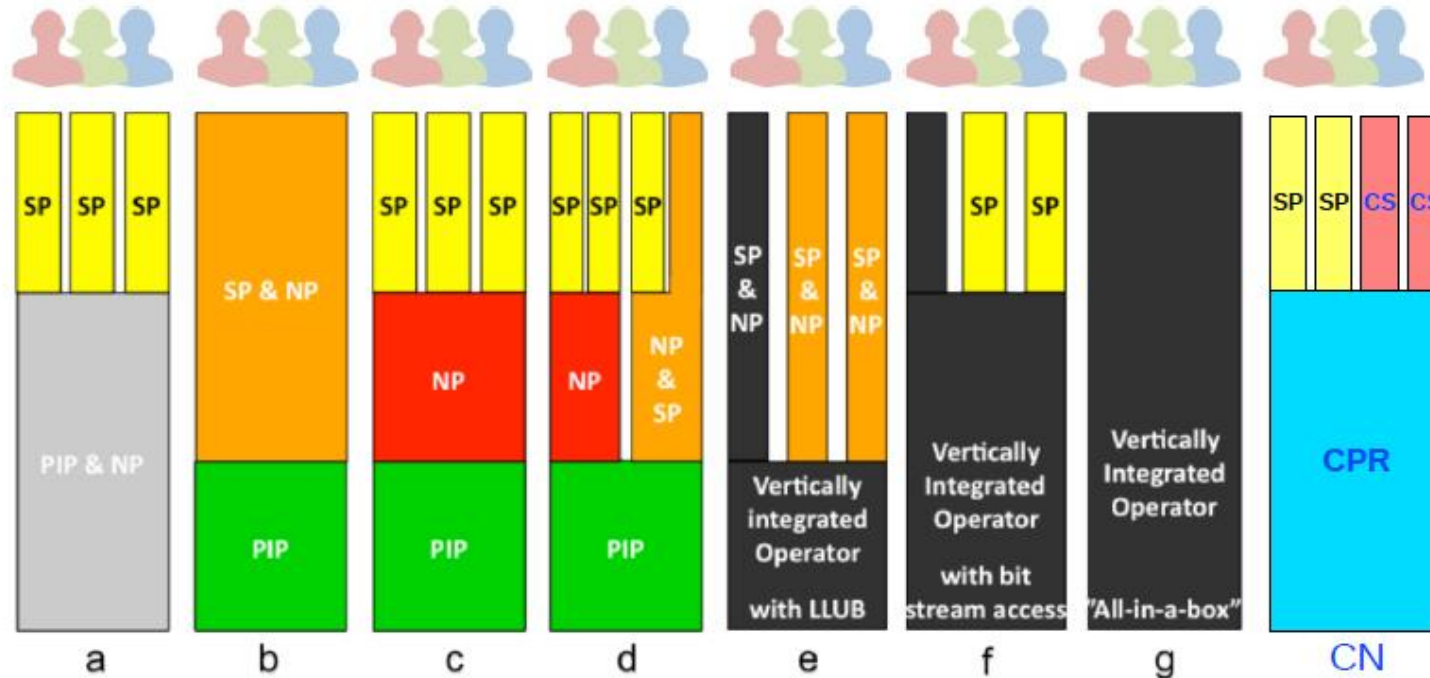 SP SP SP
PIP & NP
a
SP & NP
PIP
b
SP SP SP
NP
PIP
c
SP SP SP
NP
NP
&
SP
PIP
d
SP
&
NP
SP
&
NP
SP
&
NP
Vertically
integrated
Operator
with LLUB
e
SP SP
Vertically
Integrated
Operator
with bit
stream access
f
Vertically
Integrated
Operator
"All-in-a-box"
g
SP SP CS CS
CPR
CN